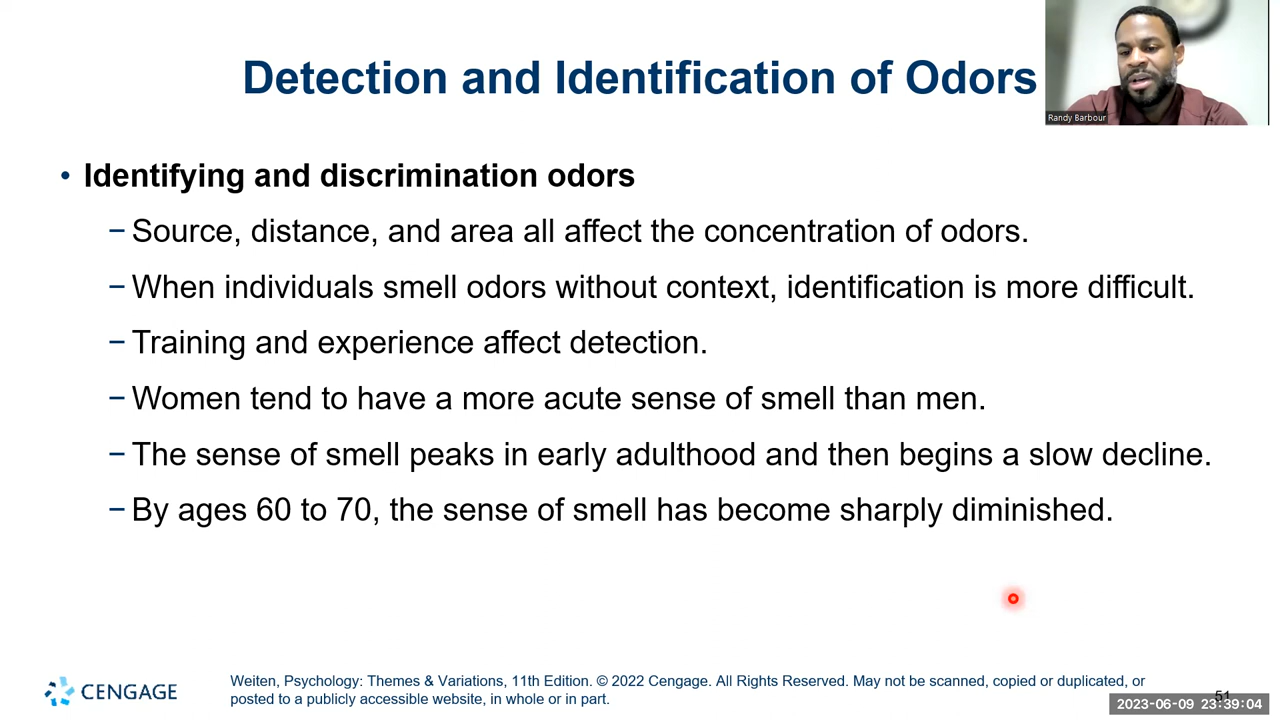 Detection and Identification of Odors
Randy Barbour
• Identifying and discrimination odors
– Source, distance, and area all affect the concentration of odors.
– When individuals smell odors without context, identification is more difficult.
– Training and experience affect detection.
– Women tend to have a more acute sense of smell than men.
– The sense of smell peaks in early adulthood and then begins a slow decline.
– By ages 60 to 70, the sense of smell has become sharply diminished.
CENGAGE
Weiten, Psychology: Themes & Variations, 11th Edition. © 2022 Cengage. All Rights Reserved. May not be scanned, copied or duplicated, or
posted to a publicly accessible website, in whole or in part.
51
2023-06-09 23:39:04